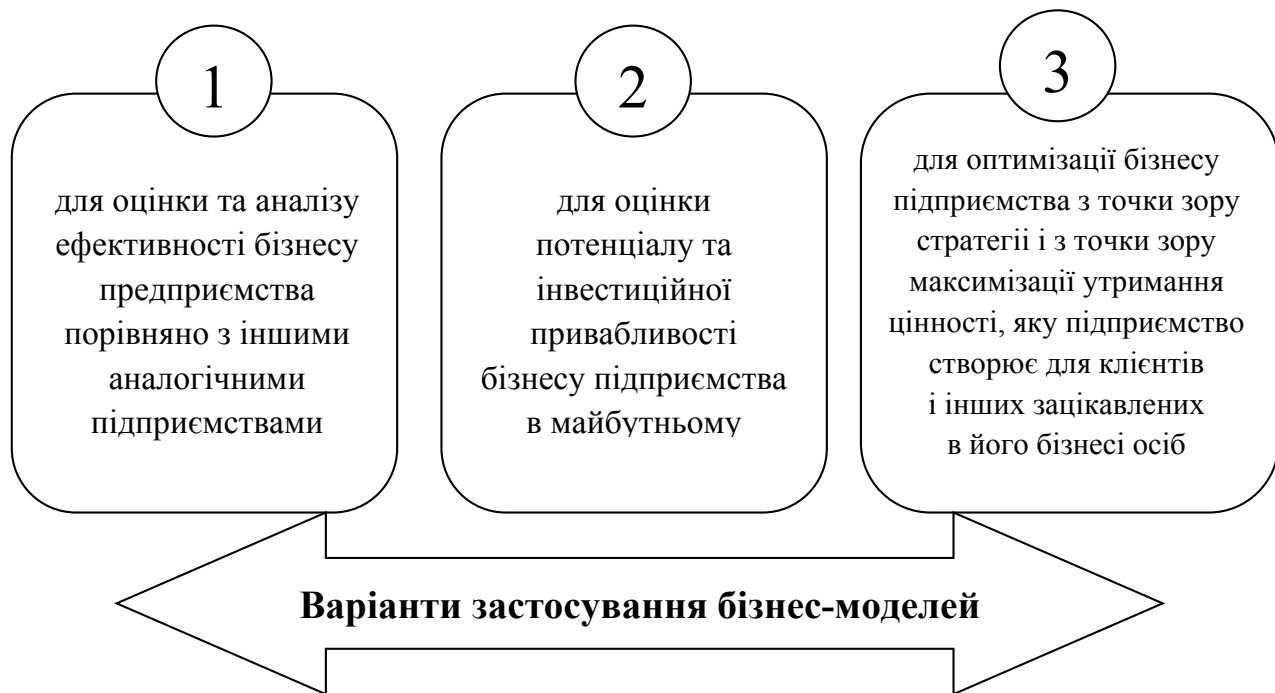 1
для оцінки та аналізу
ефективності бізнесу
предприємства
порівняно з іншими
аналогічними
підприємствами
2
для оцінки
потенціалу та
інвестиційної
привабливості
бізнесу підприємства
в майбутньому
3
для оптимізації бізнесу
підприємства з точки зору
стратегії і з точки зору
максимізації утримання
цінності, яку підприємство
створює для клієнтів
і інших зацікавлених
в його бізнесі осіб
Варіанти застосування бізнес-моделей